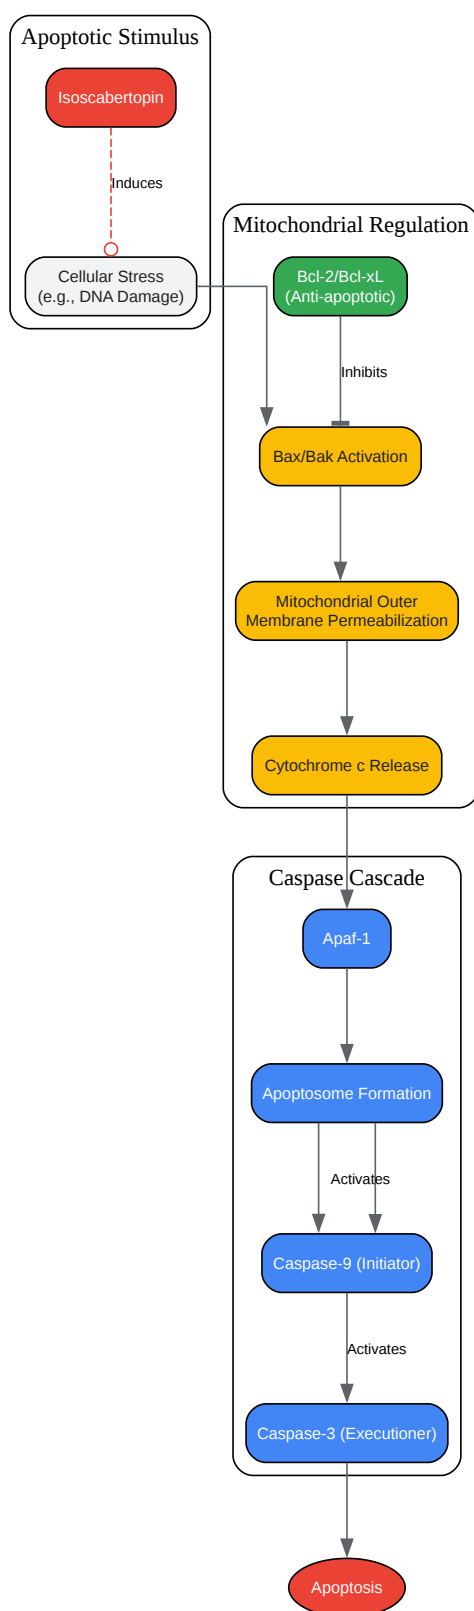 Apoptotic Stimulus
Isoscabertopin
Induces
Cellular Stress
(e.g., DNA Damage)
Mitochondrial Regulation
Bcl-2/Bcl-xL
(Anti-apoptotic)
Inhibits
Bax/Bak Activation
Mitochondrial Outer
Membrane Permeabilization
Cytochrome c Release
Caspase Cascade
Apaf-1
Apoptosome Formation
Activates
Caspase-9 (Initiator)
Activates
Caspase-3 (Executioner)
Apoptosis